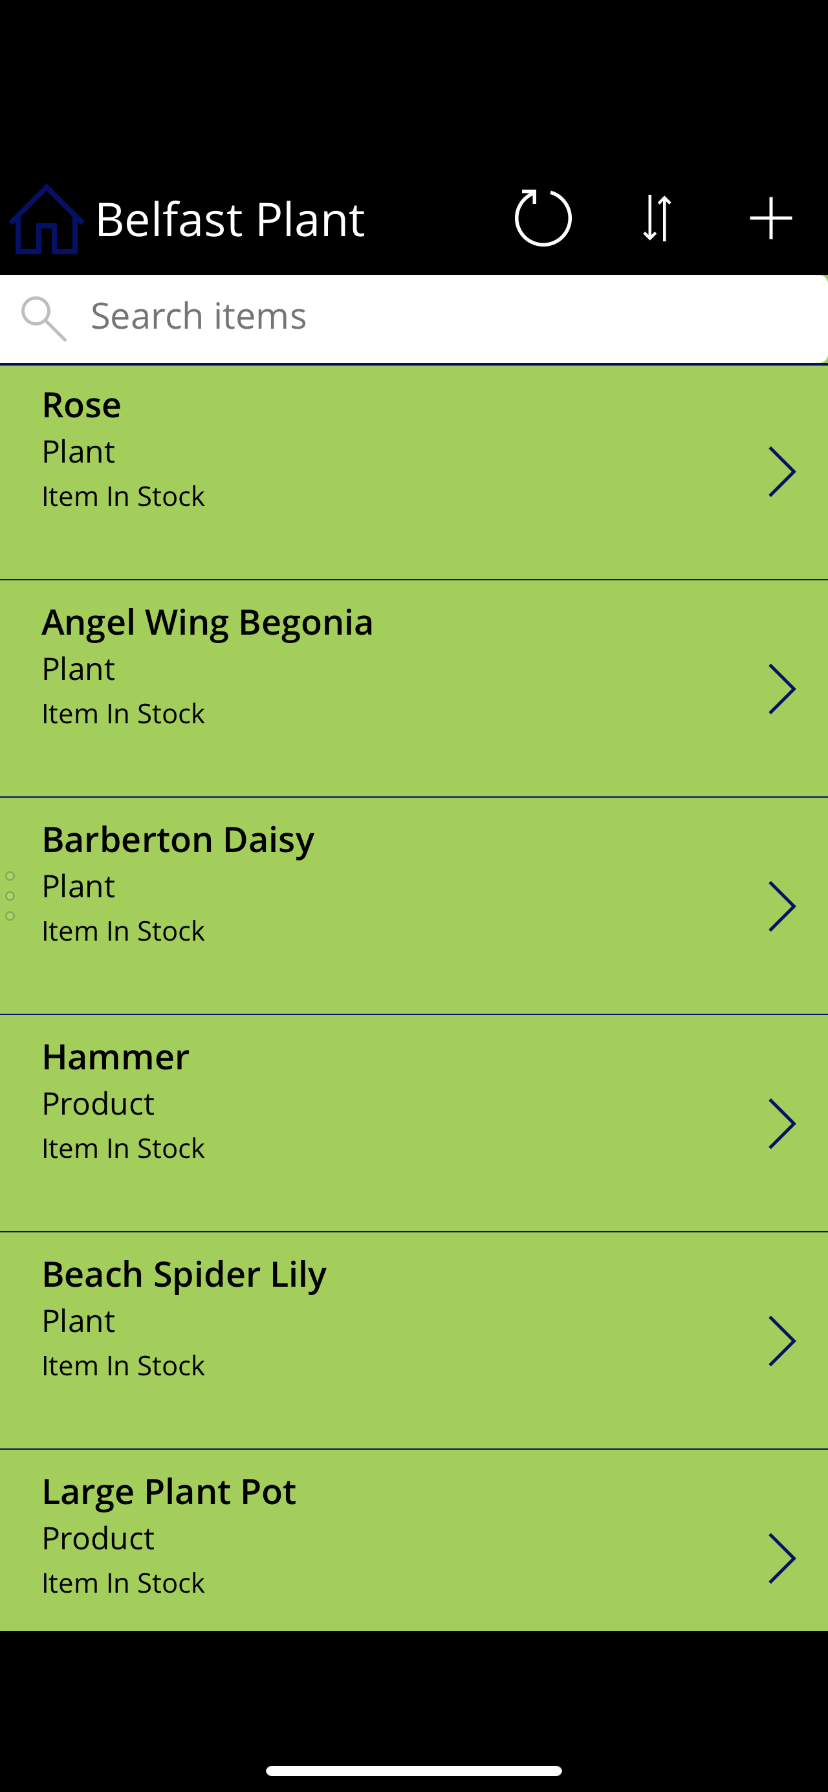 Belfast Plant
Search items
Rose
Plant
Item In Stock
Angel Wing Begonia
Plant
Item In Stock
Barberton Daisy
Plant
Item In Stock
Hammer
Product
Item In Stock
Beach Spider Lily
Plant
Item In Stock
Large Plant Pot
Product
Item In Stock